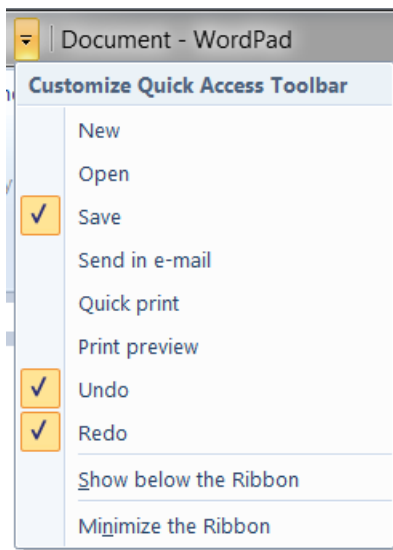 Document - WordPad
Customize Quick Access Toolbar
New
Open
Save
Send in e-mail
Quick print
Print preview
Undo
Redo
Show below the Ribbon
Minimize the Ribbon